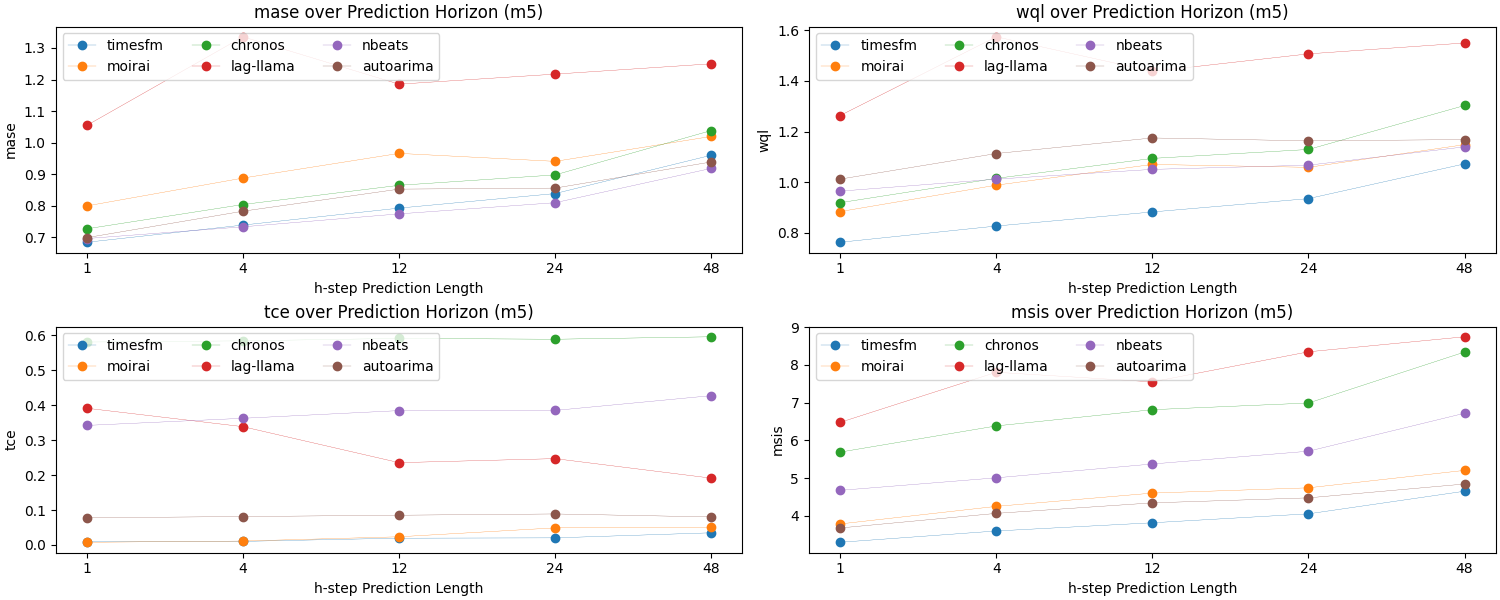 mase over Prediction Horizon (m5)
timesfm chronos nbeats
moirai lag-llama autoarima
mase
1.3
1.2
1.1
1.0
0.9
0.8
0.7
1 4 12 24 48
h-step Prediction Length
wql over Prediction Horizon (m5)
timesfm chronos nbeats
moirai lag-llama autoarima
wql
1.6
1.4
1.2
1.0
0.8
1 4 12 24 48
h-step Prediction Length
tce over Prediction Horizon (m5)
timesfm chronos nbeats
moirai lag-llama autoarima
tce
0.6
0.5
0.4
0.3
0.2
0.1
0.0
1 4 12 24 48
h-step Prediction Length
msis over Prediction Horizon (m5)
timesfm chronos nbeats
moirai lag-llama autoarima
msis
9
8
7
6
5
4
1 4 12 24 48
h-step Prediction Length